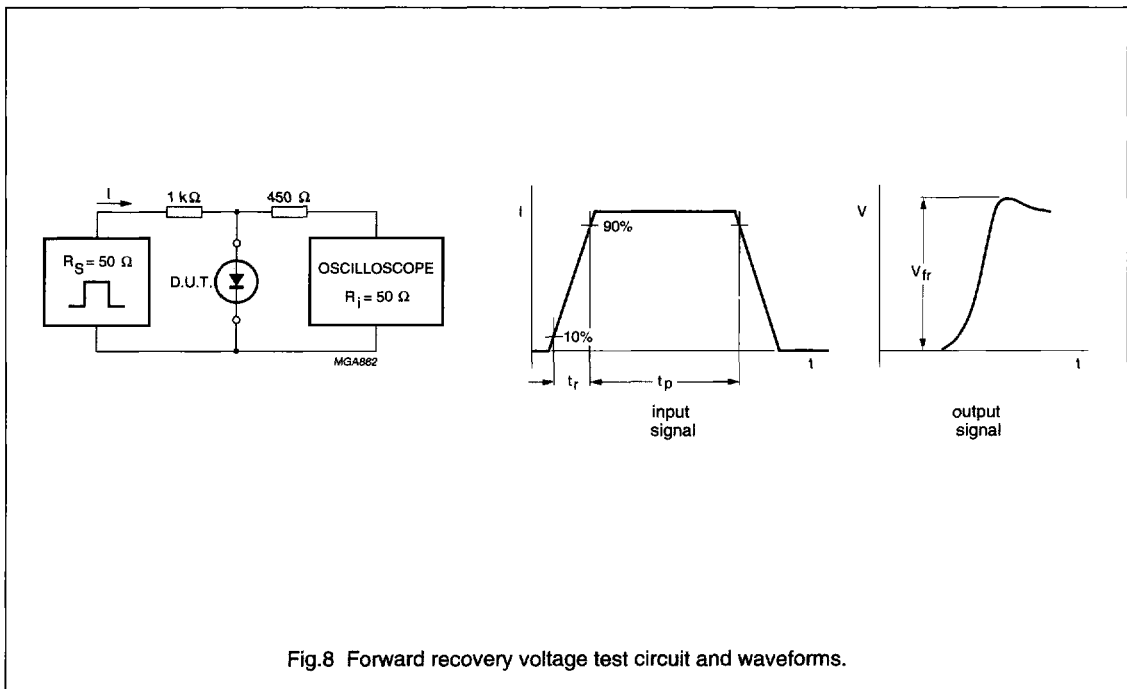 I
1 kΩ
450 Ω
R_S = 50 Ω
D.U.T.
OSCILLOSCOPE
R_i = 50 Ω
MGA882
I
90%
10%
t
t_r
t_p
input
signal
V
V_fr
t
output
signal
Fig.8 Forward recovery voltage test circuit and waveforms.